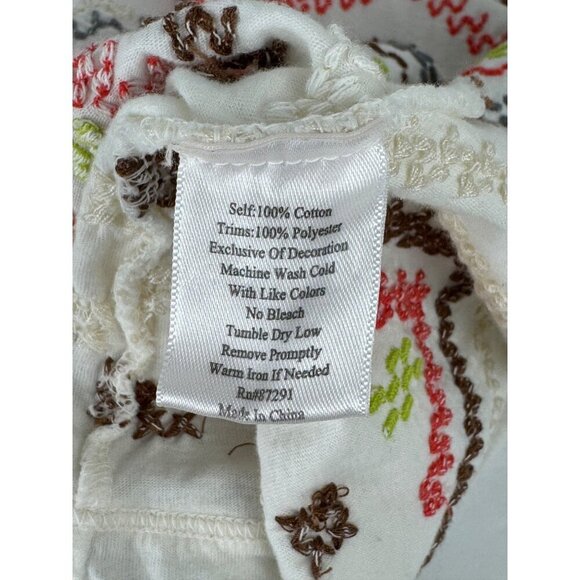 Self:100% Cotton
Trims:100% Polyester
Exclusive Of Decoration
Machine Wash Cold
With Like Colors
No Bleach
Tumble Dry Low
Remove Promptly
Warm Iron If Needed
Rn#87291
Made In China